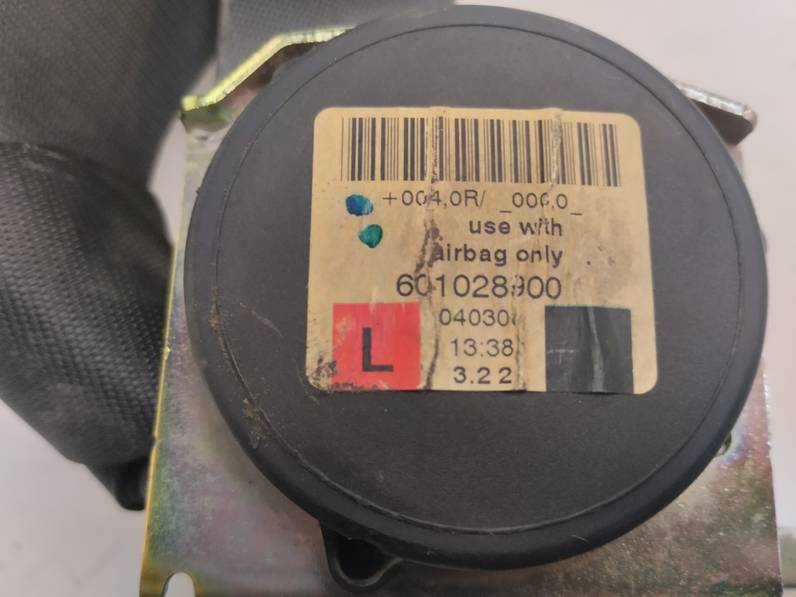 +004,0R/ _000,0_
use with
airbag only
601028900
04030
L
13:38
3.22